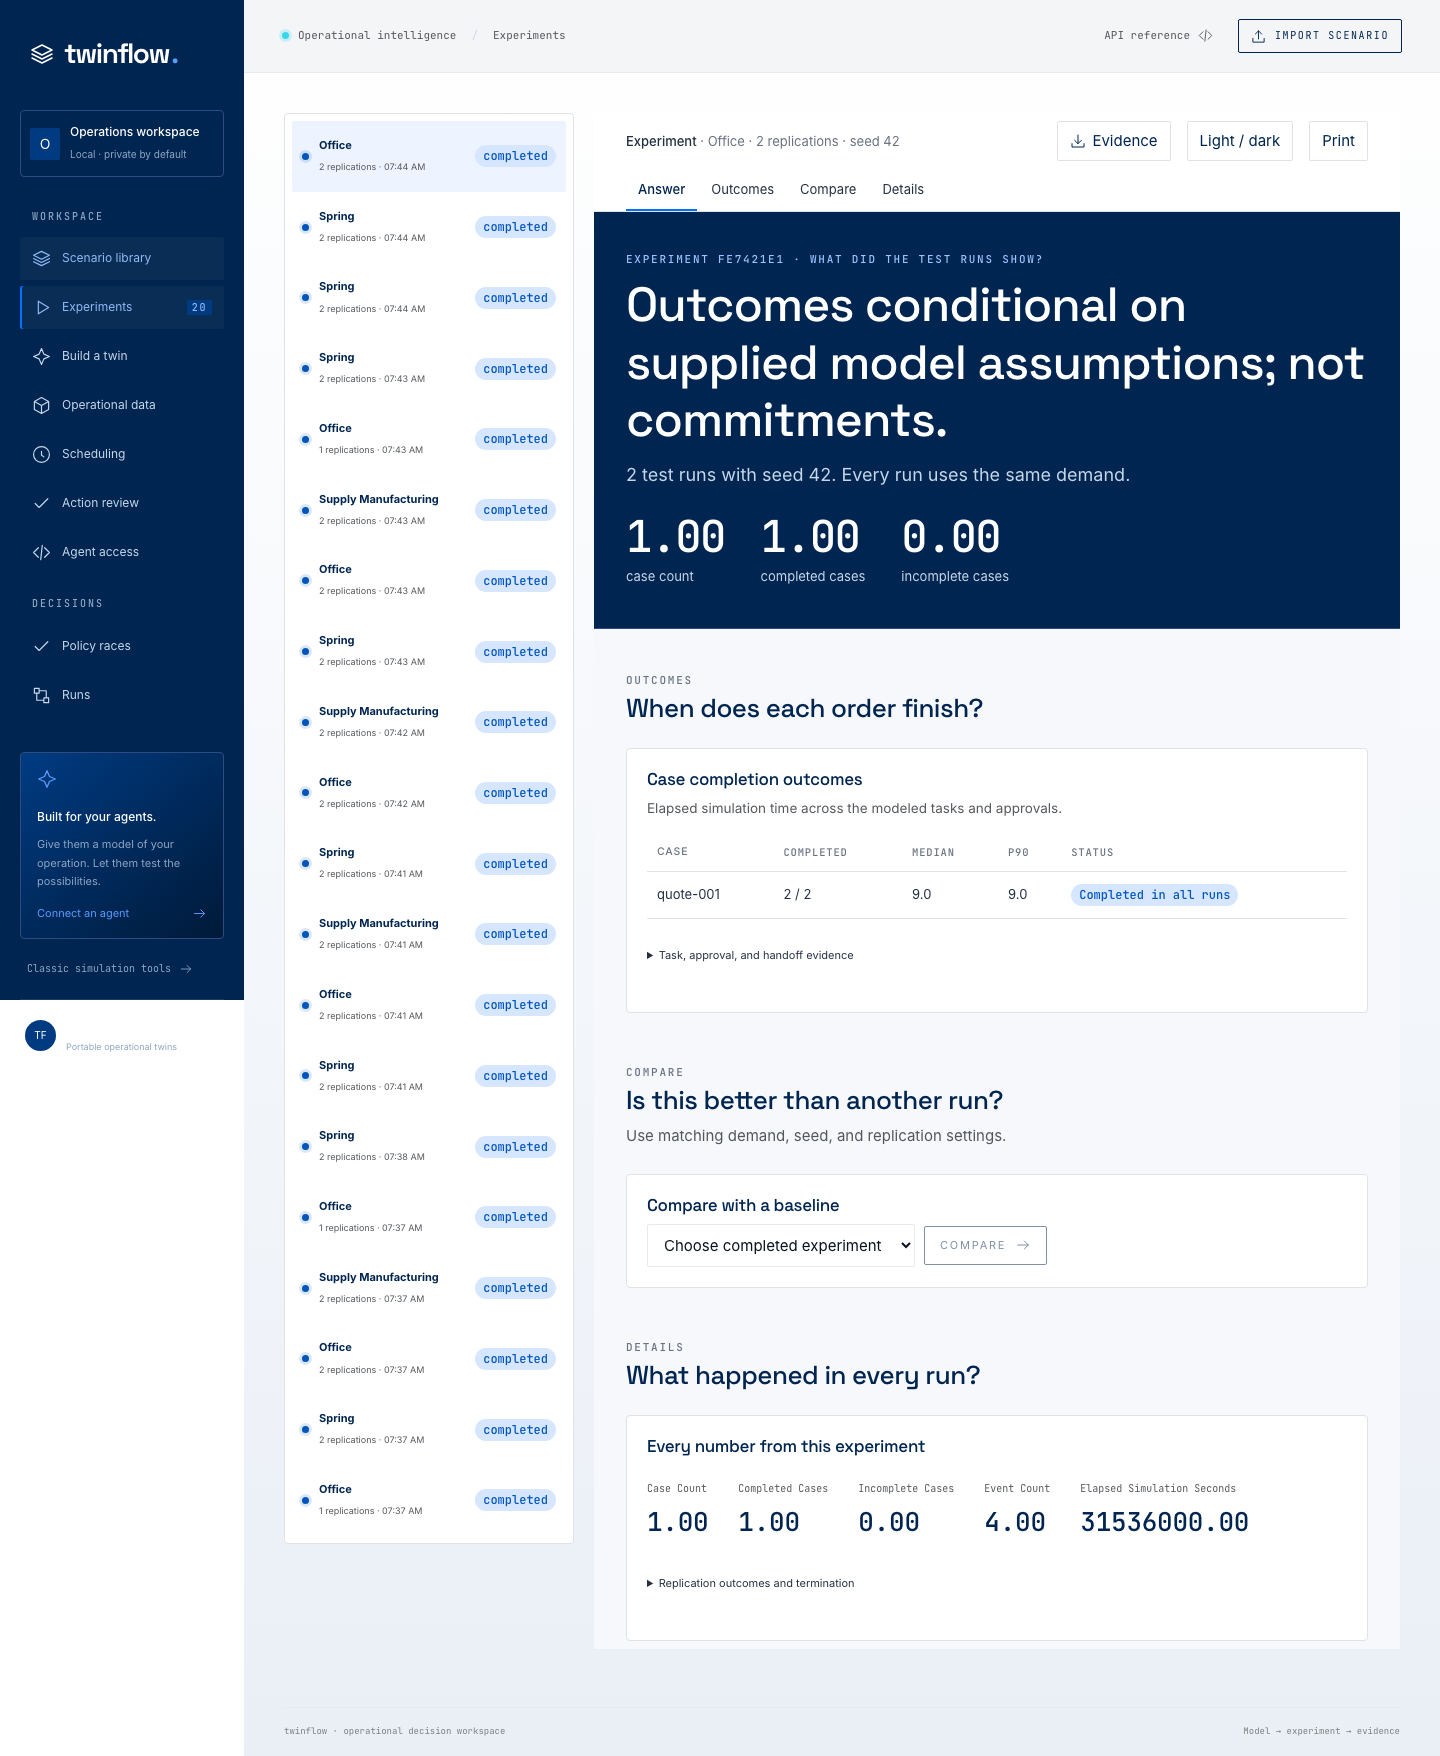 twinflow.
O
Operations workspace
Local · private by default
WORKSPACE
Scenario library
Experiments 20
Build a twin
Operational data
Scheduling
Action review
Agent access
DECISIONS
Policy races
Runs
Built for your agents.
Give them a model of your
operation. Let them test the
possibilities.
Connect an agent
Classic simulation tools
TF
Portable operational twins
Operational intelligence / Experiments
API reference
IMPORT SCENARIO
Office
2 replications · 07:44 AM
completed
Spring
2 replications · 07:44 AM
completed
Spring
2 replications · 07:44 AM
completed
Spring
2 replications · 07:43 AM
completed
Office
1 replications · 07:43 AM
completed
Supply Manufacturing
2 replications · 07:43 AM
completed
Office
2 replications · 07:43 AM
completed
Spring
2 replications · 07:43 AM
completed
Supply Manufacturing
2 replications · 07:42 AM
completed
Office
2 replications · 07:42 AM
completed
Spring
2 replications · 07:41 AM
completed
Supply Manufacturing
2 replications · 07:41 AM
completed
Office
2 replications · 07:41 AM
completed
Spring
2 replications · 07:41 AM
completed
Spring
2 replications · 07:38 AM
completed
Office
1 replications · 07:37 AM
completed
Supply Manufacturing
2 replications · 07:37 AM
completed
Office
2 replications · 07:37 AM
completed
Spring
2 replications · 07:37 AM
completed
Office
1 replications · 07:37 AM
completed
Experiment · Office · 2 replications · seed 42
Evidence
Light / dark
Print
Answer Outcomes Compare Details
EXPERIMENT FE7421E1 · WHAT DID THE TEST RUNS SHOW?
Outcomes conditional on
supplied model assumptions; not
commitments.
2 test runs with seed 42. Every run uses the same demand.
1.00 1.00 0.00
case count completed cases incomplete cases
OUTCOMES
When does each order finish?
Case completion outcomes
Elapsed simulation time across the modeled tasks and approvals.
CASE COMPLETED MEDIAN P90 STATUS
quote-001 2 / 2 9.0 9.0 Completed in all runs
Task, approval, and handoff evidence
COMPARE
Is this better than another run?
Use matching demand, seed, and replication settings.
Compare with a baseline
Choose completed experiment
COMPARE
DETAILS
What happened in every run?
Every number from this experiment
Case Count Completed Cases Incomplete Cases Event Count Elapsed Simulation Seconds
1.00 1.00 0.00 4.00 31536000.00
Replication outcomes and termination
twinflow · operational decision workspace
Model → experiment → evidence